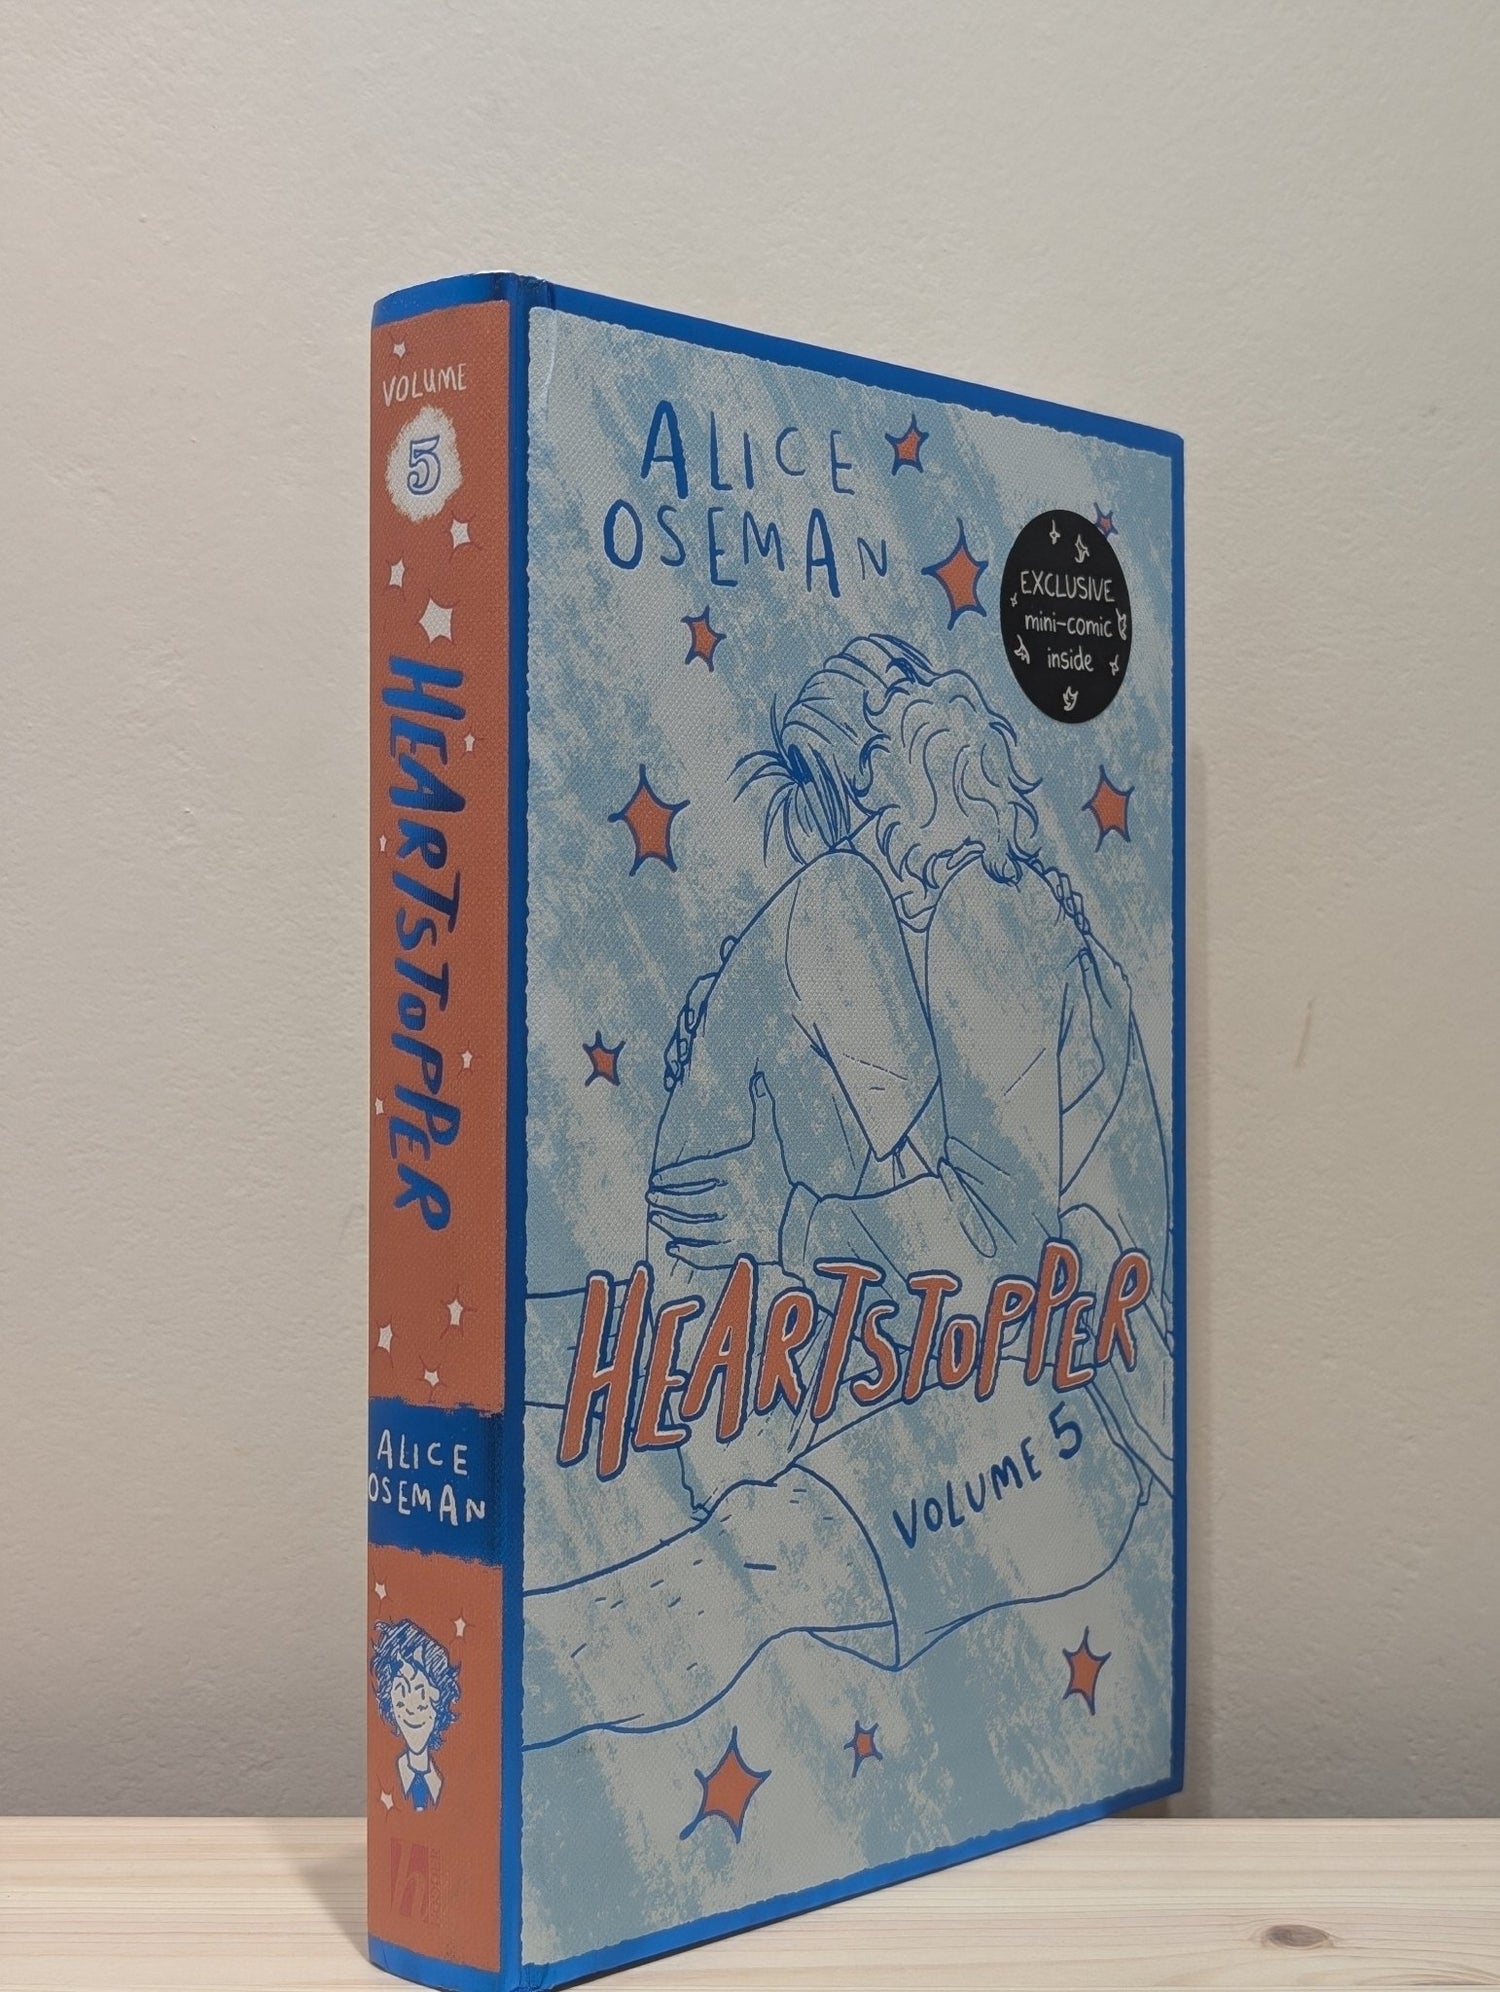 VOLUME
5
HEARTSTOPPER
ALICE
OSEMAN
h
ALICE
OSEMAN
EXCLUSIVE
mini-comic
inside
HEARTSTOPPER
VOLUME 5